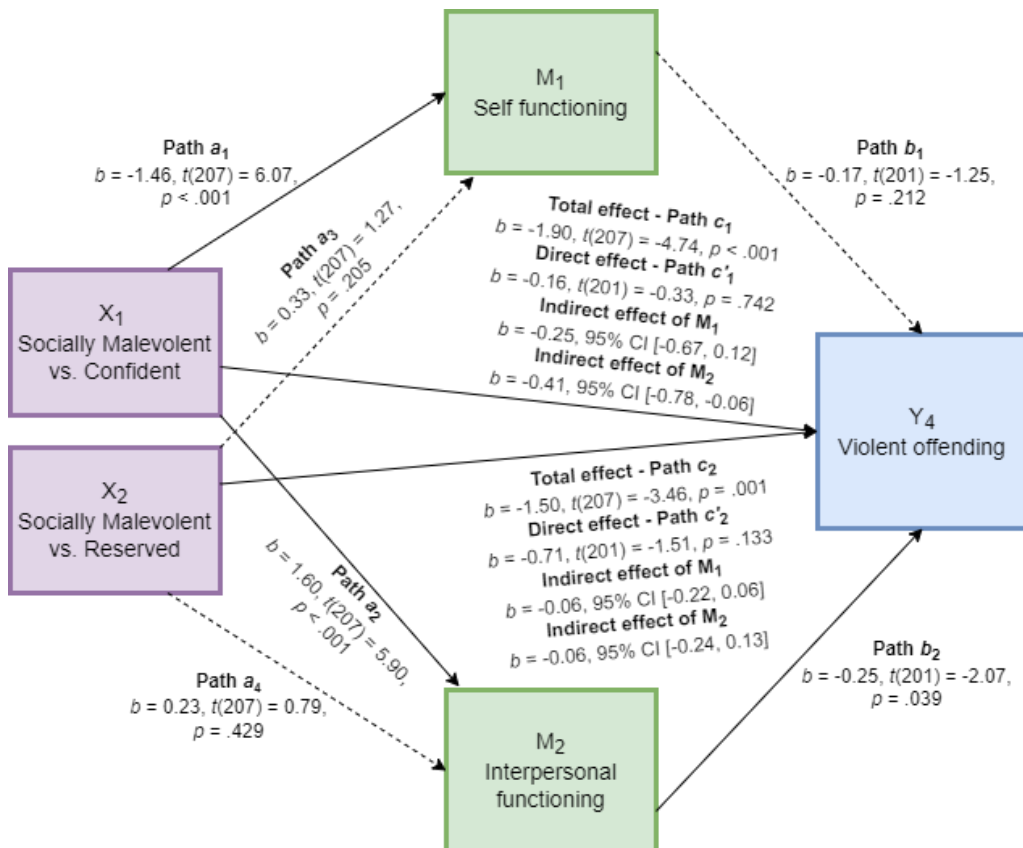 M1
Self functioning
Path a1
b = -1.46, t(207) = 6.07,
p < .001
Path a3
b = 0.33, t(207) = 1.27,
p = .205
Path b1
b = -0.17, t(201) = -1.25,
p = .212
Total effect - Path c1
b = -1.90, t(207) = -4.74, p < .001
Direct effect - Path c'1
b = -0.16, t(201) = -0.33, p = .742
Indirect effect of M1
b = -0.25, 95% CI [-0.67, 0.12]
Indirect effect of M2
b = -0.41, 95% CI [-0.78, -0.06]
X1
Socially Malevolent
vs. Confident
Y4
Violent offending
X2
Socially Malevolent
vs. Reserved
Total effect - Path c2
b = -1.50, t(207) = -3.46, p = .001
Direct effect - Path c'2
b = -0.71, t(201) = -1.51, p = .133
Indirect effect of M1
b = -0.06, 95% CI [-0.22, 0.06]
Indirect effect of M2
b = -0.06, 95% CI [-0.24, 0.13]
Path a2
b = 1.60, t(207) = 5.90,
p < .001
Path a4
b = 0.23, t(207) = 0.79,
p = .429
Path b2
b = -0.25, t(201) = -2.07,
p = .039
M2
Interpersonal
functioning